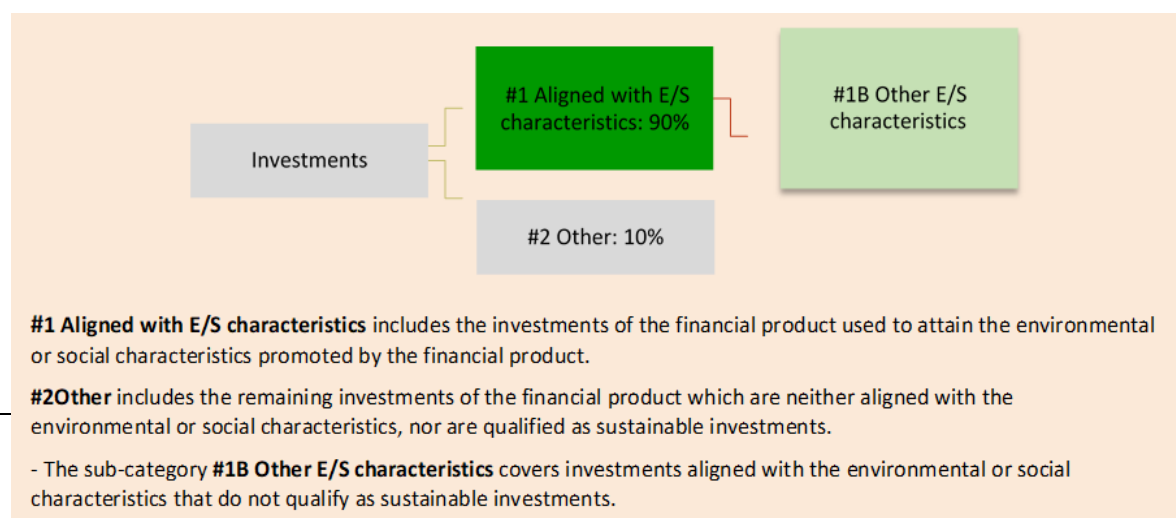 #1 Aligned with E/S
characteristics: 90%
#1B Other E/S
characteristics
Investments
#2 Other: 10%
#1 Aligned with E/S characteristics includes the investments of the financial product used to attain the environmental
or social characteristics promoted by the financial product.
#2Other includes the remaining investments of the financial product which are neither aligned with the
environmental or social characteristics, nor are qualified as sustainable investments.
- The sub-category #1B Other E/S characteristics covers investments aligned with the environmental or social
characteristics that do not qualify as sustainable investments.